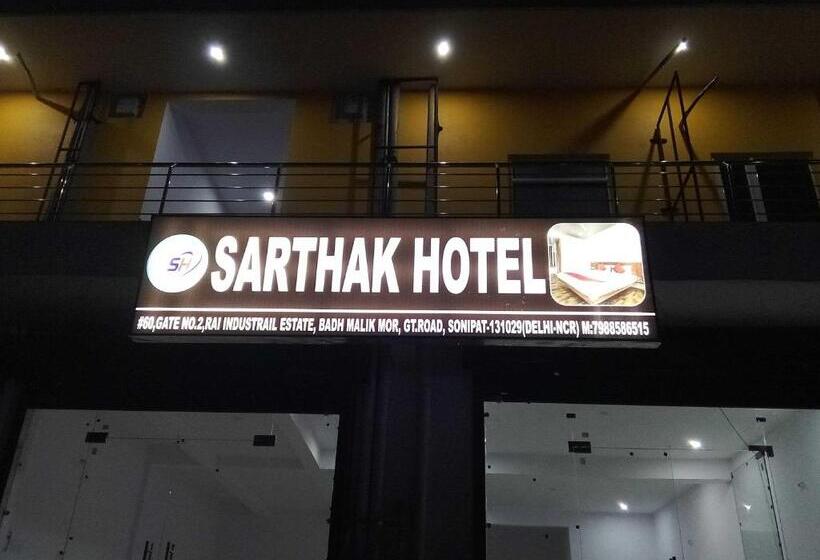 SH SARTHAK HOTEL
#60,GATE NO.2,RAI INDUSTRAIL ESTATE, BADH MALIK MOR, GT.ROAD, SONIPAT-131029(DELHI-NCR) M:7988586515